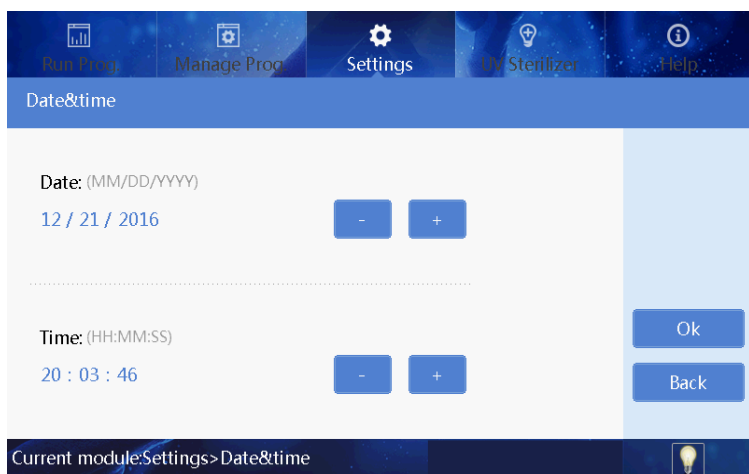 Run Prog. Manage Prog. Settings UV Sterilizer Help
Date&time
Date: (MM/DD/YYYY)
12 / 21 / 2016
- +
Time: (HH:MM:SS)
20 : 03 : 46
- +
Ok
Back
Current module:Settings>Date&time